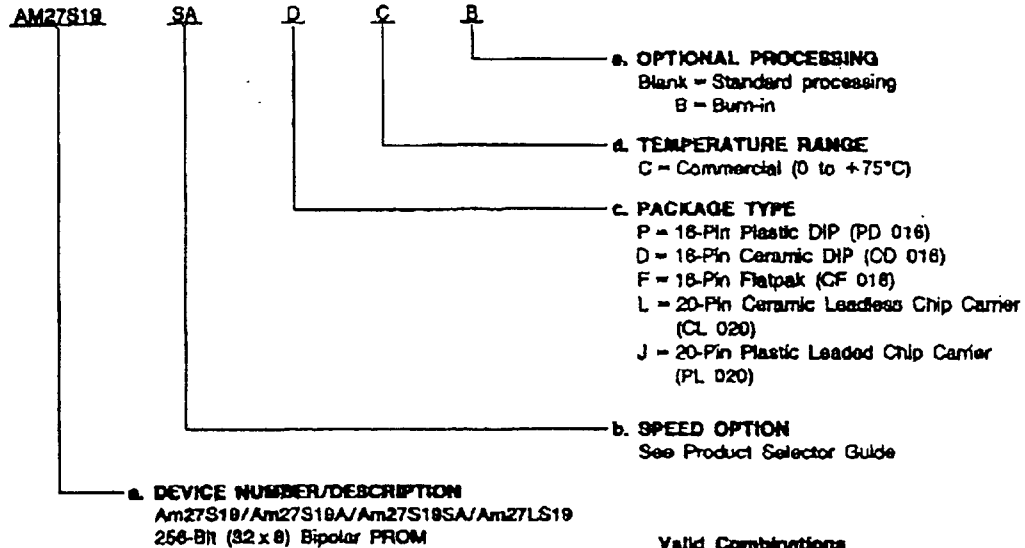 AM27S19 SA D C B
e. OPTIONAL PROCESSING
Blank = Standard processing
B = Burn-in
d. TEMPERATURE RANGE
C = Commercial (0 to +75°C)
c. PACKAGE TYPE
P = 16-Pin Plastic DIP (PD 016)
D = 16-Pin Ceramic DIP (CD 016)
F = 16-Pin Flatpak (CF 016)
L = 20-Pin Ceramic Leadless Chip Carrier
(CL 020)
J = 20-Pin Plastic Leaded Chip Carrier
(PL 020)
b. SPEED OPTION
See Product Selector Guide
a. DEVICE NUMBER/DESCRIPTION
Am27S19/Am27S19A/Am27S19SA/Am27LS19
256-Bit (32 x 8) Bipolar PROM
Valid Combinations